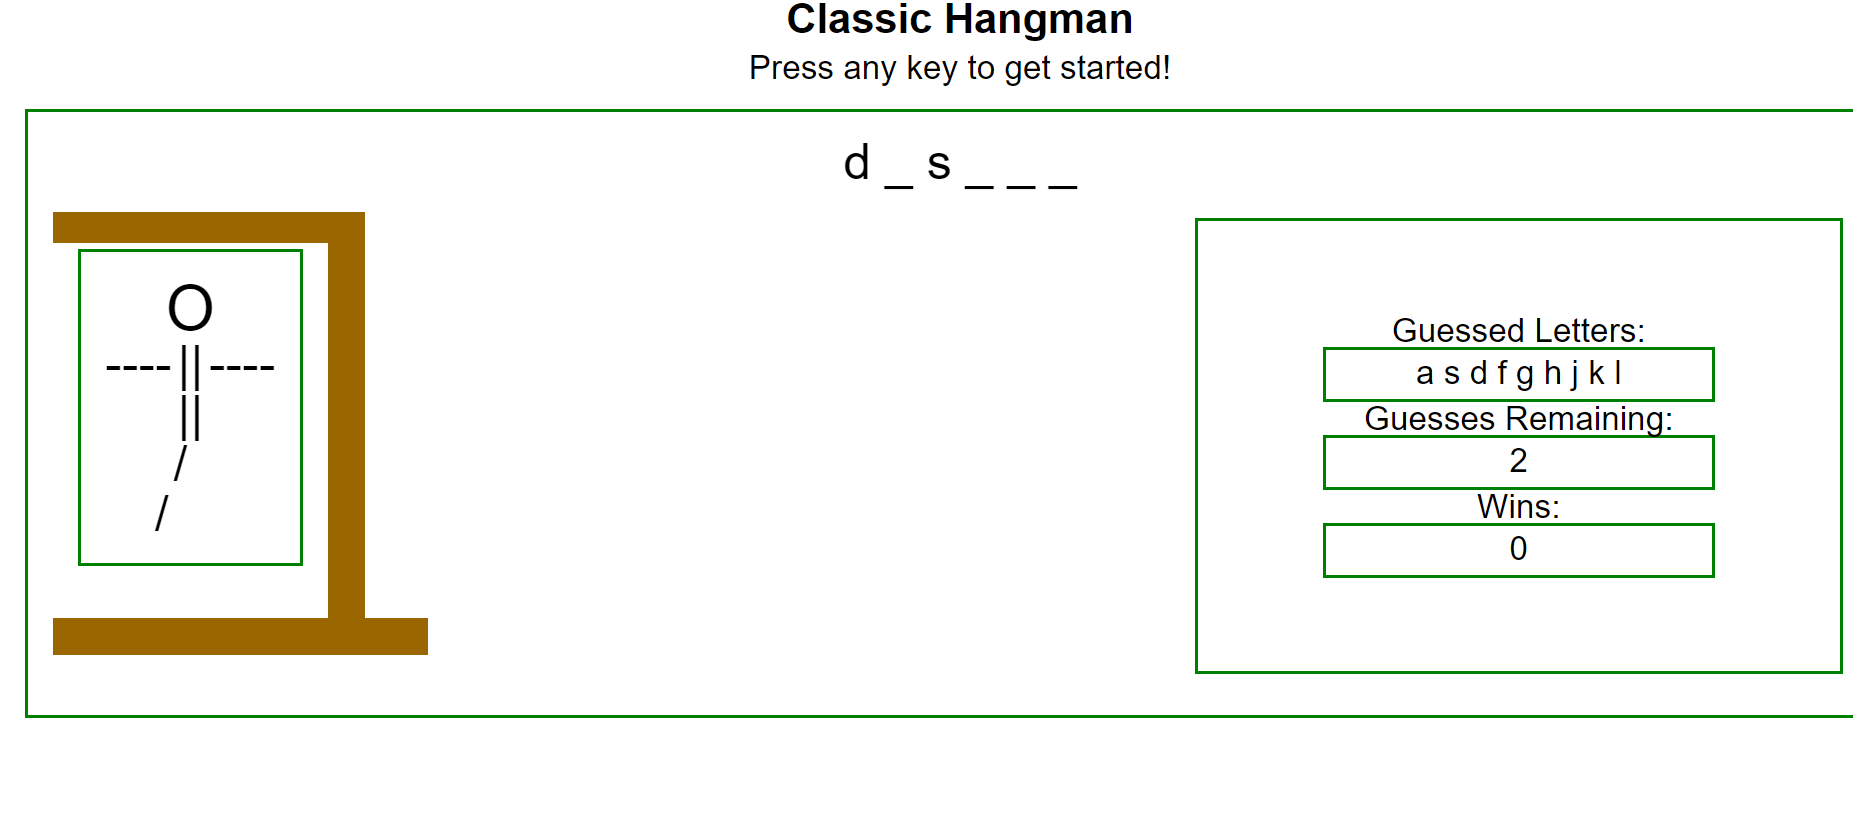 Classic Hangman
Press any key to get started!
d _ s _ _ _
O
----||----
||
/
/
Guessed Letters:
a s d f g h j k l
Guesses Remaining:
2
Wins:
0